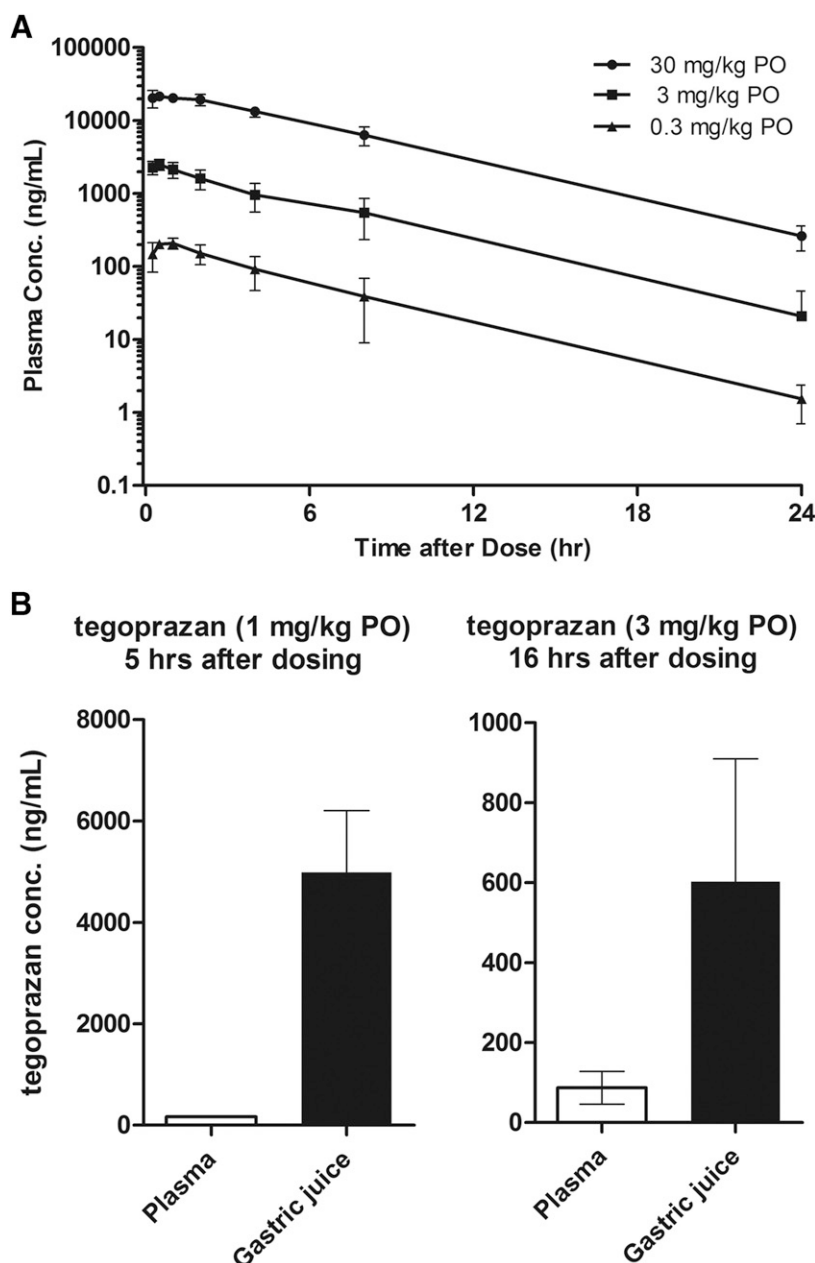 A
100000
10000
1000
100
10
1
0.1
Plasma Conc. (ng/mL)
30 mg/kg PO
3 mg/kg PO
0.3 mg/kg PO
0
6
12
18
24
Time after Dose (hr)
B
tegoprazan (1 mg/kg PO)
5 hrs after dosing
tegoprazan conc. (ng/mL)
8000
6000
4000
2000
0
Plasma
Gastric juice
tegoprazan (3 mg/kg PO)
16 hrs after dosing
1000
800
600
400
200
0
Plasma
Gastric juice